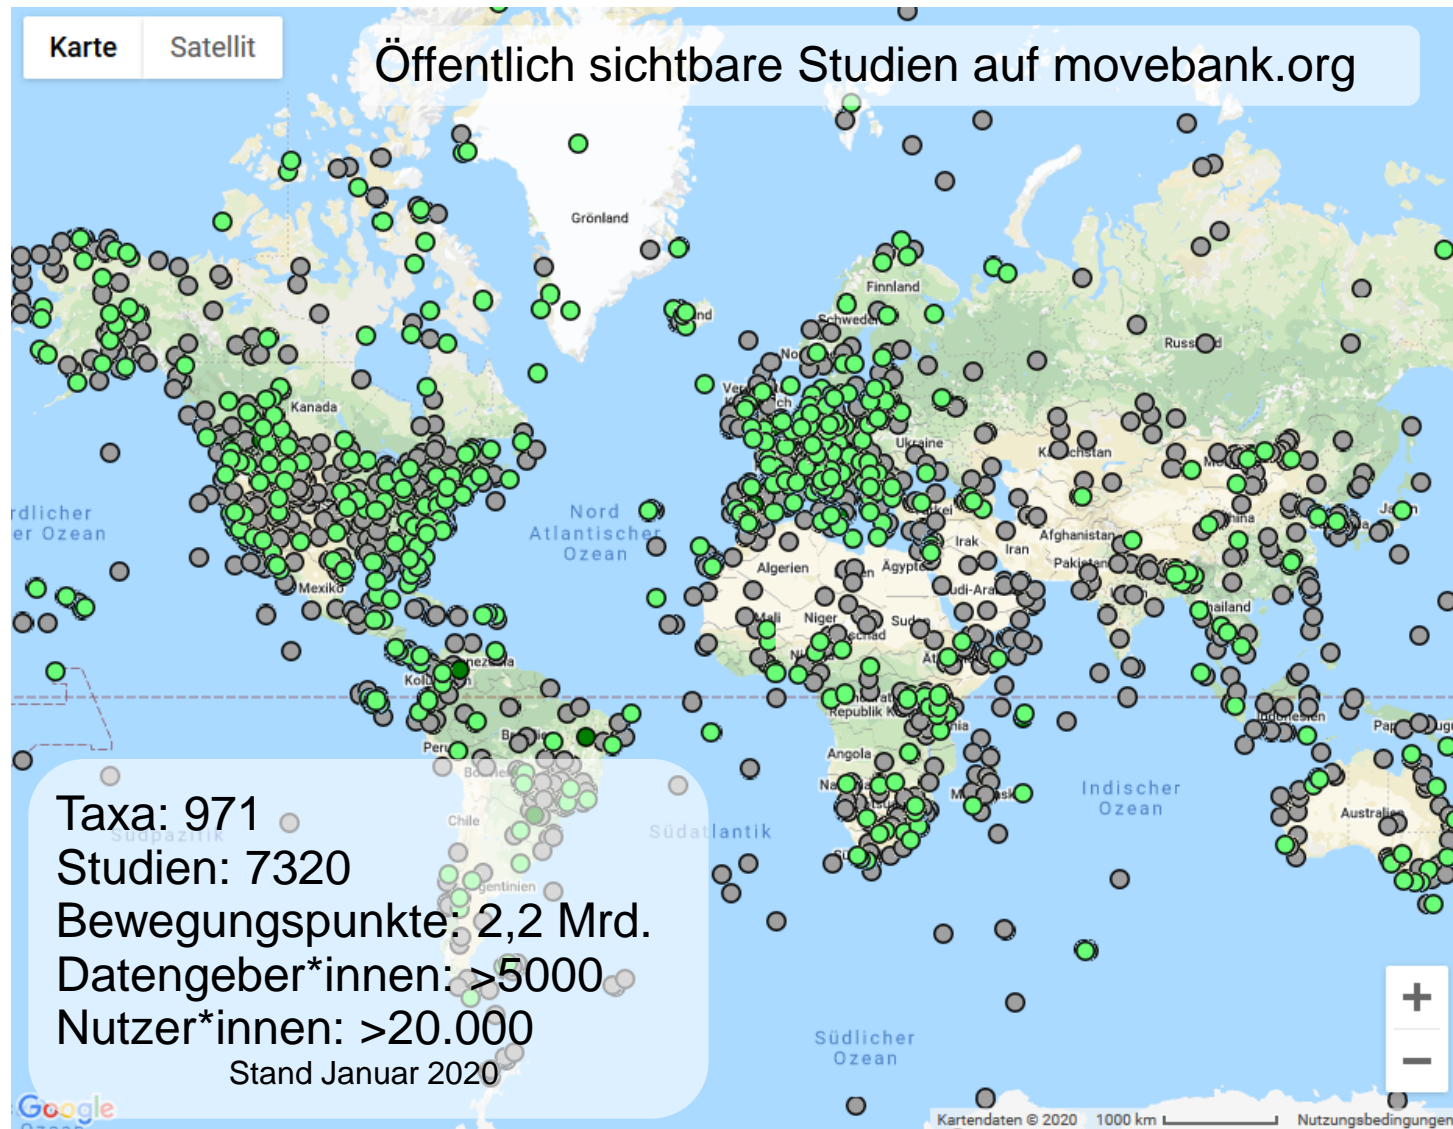 Karte Satellit
Öffentlich sichtbare Studien auf movebank.org
Grönland
Finnland
Kanada
Ukraine
Nord
Atlantischer
Ozean
Afghanistan
Irak
Iran
Algerien
Mexiko
Niger
Angola
Indischer
Ozean
Chile
Südpazifik
Südatlantik
Taxa: 971
Studien: 7320
Bewegungspunkte: 2,2 Mrd.
Datengeber*innen: >5000
Nutzer*innen: >20.000
Stand Januar 2020
Südlicher
Ozean
+
−
Google
Kartendaten © 2020 1000 km Nutzungsbedingungen